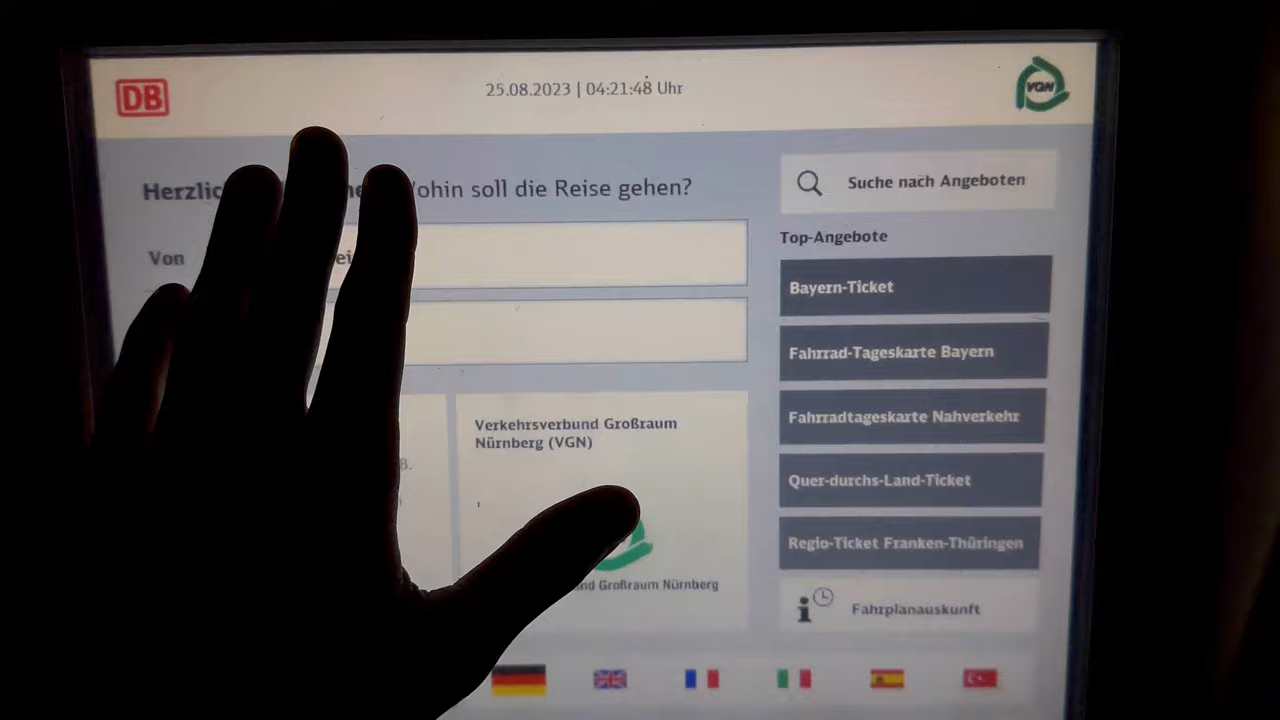 DB
25.08.2023 | 04:21:48 Uhr
VGN
Wohin soll die Reise gehen?
Suche nach Angeboten
Von
Top-Angebote
Bayern-Ticket
Fahrrad-Tageskarte Bayern
Fahrradtageskarte Nahverkehr
Quer-durchs-Land-Ticket
Regio-Ticket Franken-Thüringen
Fahrplanauskunft
Verkehrsverbund Großraum
Nürnberg (VGN)
Großraum Nürnberg